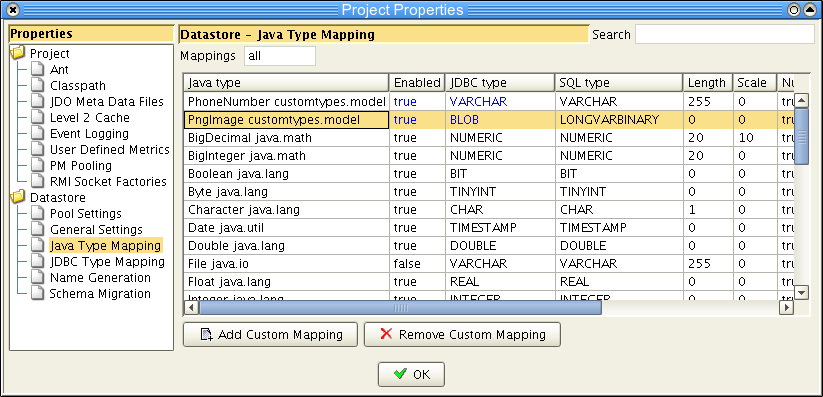 Project Properties
Properties
Project
Ant
Classpath
JDO Meta Data Files
Level 2 Cache
Event Logging
User Defined Metrics
PM Pooling
RMI Socket Factories
Datastore
Pool Settings
General Settings
Java Type Mapping
JDBC Type Mapping
Name Generation
Schema Migration
Datastore - Java Type Mapping Search
Mappings all
Java type Enabled JDBC type SQL type Length Scale Nu
PhoneNumber customtypes.model true VARCHAR VARCHAR 255 0 tru
PngImage customtypes.model true BLOB LONGVARBINARY 0 0 tru
BigDecimal java.math true NUMERIC NUMERIC 20 10 tru
BigInteger java.math true NUMERIC NUMERIC 20 0 tru
Boolean java.lang true BIT BIT 0 0 tru
Byte java.lang true TINYINT TINYINT 0 0 tru
Character java.lang true CHAR CHAR 1 0 tru
Date java.util true TIMESTAMP TIMESTAMP 0 0 tru
Double java.lang true DOUBLE DOUBLE 0 0 tru
File java.io false VARCHAR VARCHAR 255 0 tru
Float java.lang true REAL REAL 0 0 tru
Integer java.lang true INTEGER INTEGER 0 0 tru
Add Custom Mapping Remove Custom Mapping
OK